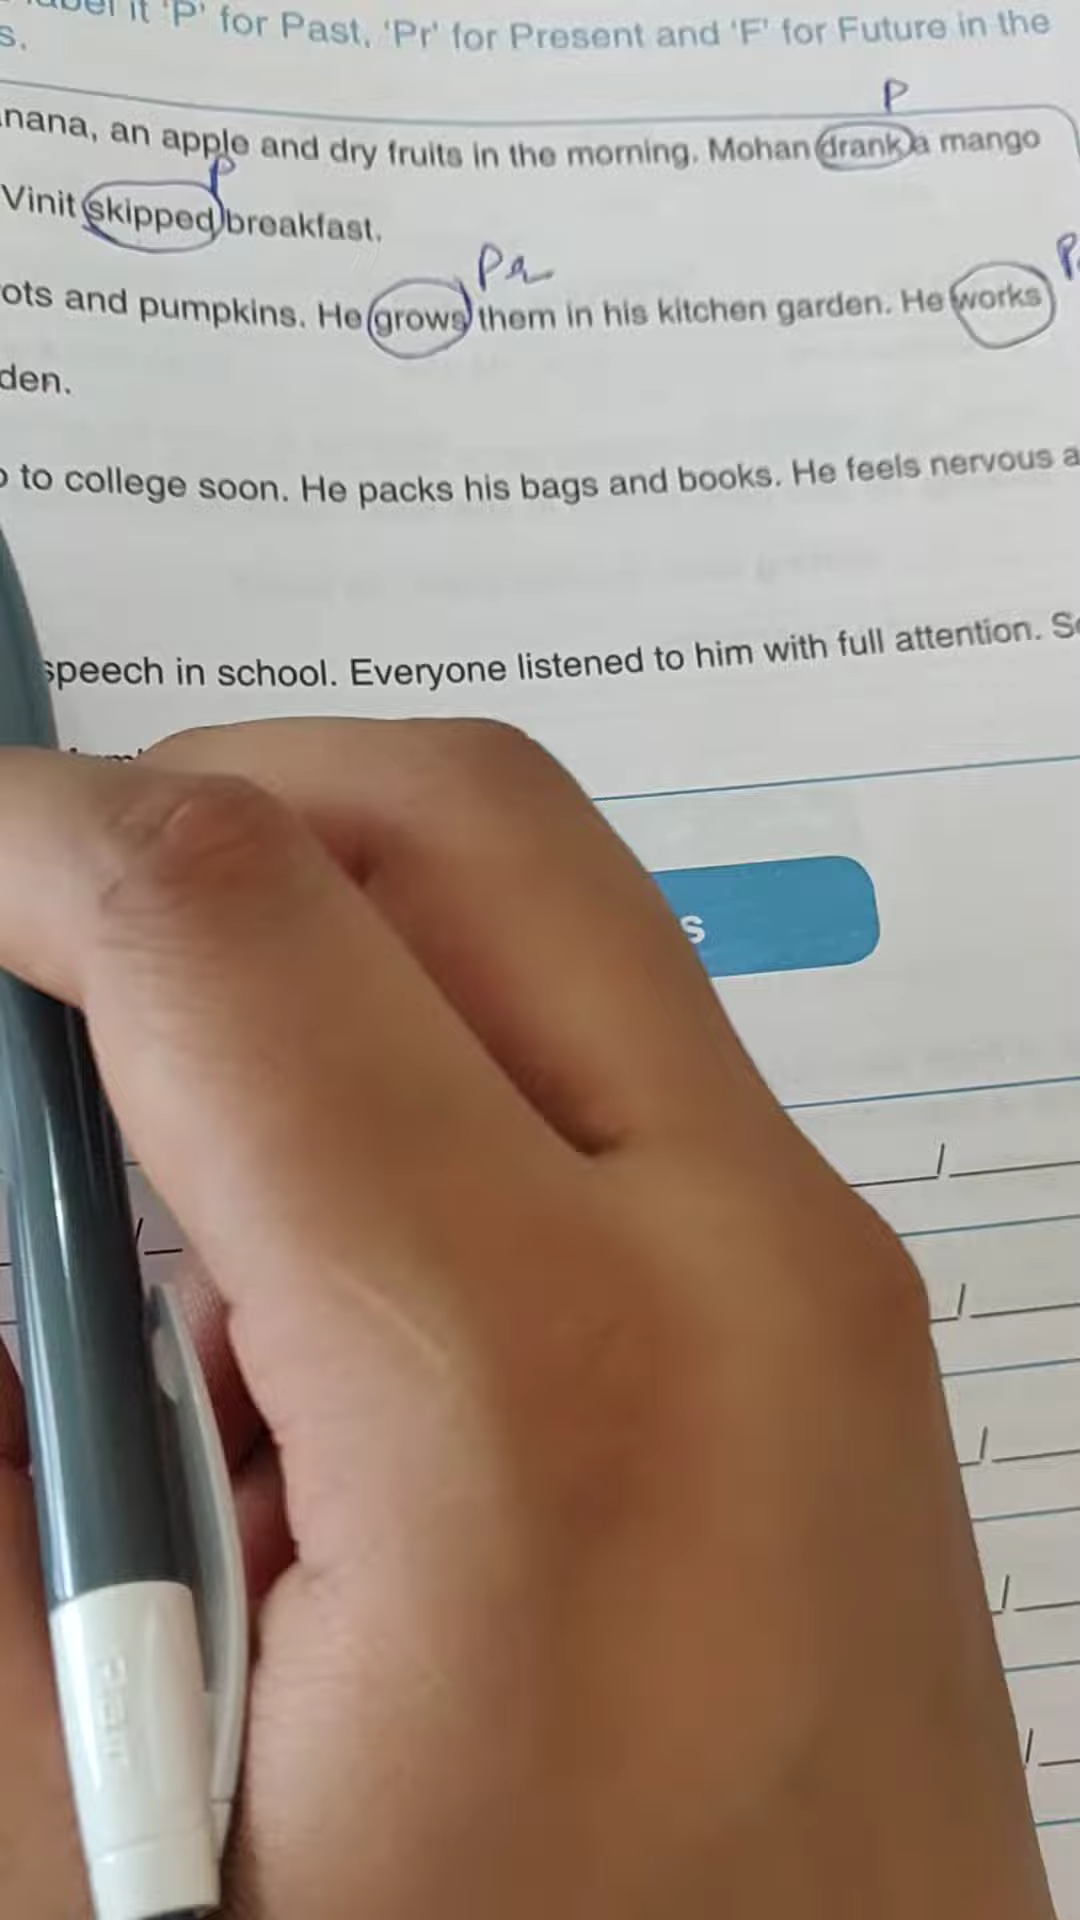 label it 'P' for Past, 'Pr' for Present and 'F' for Future in the
s.
P
nana, an apple and dry fruits in the morning. Mohan drank a mango
P
Vinit skipped breakfast.
Pr
ots and pumpkins. He grows them in his kitchen garden. He works
den.
to college soon. He packs his bags and books. He feels nervous a
speech in school. Everyone listened to him with full attention. S
s